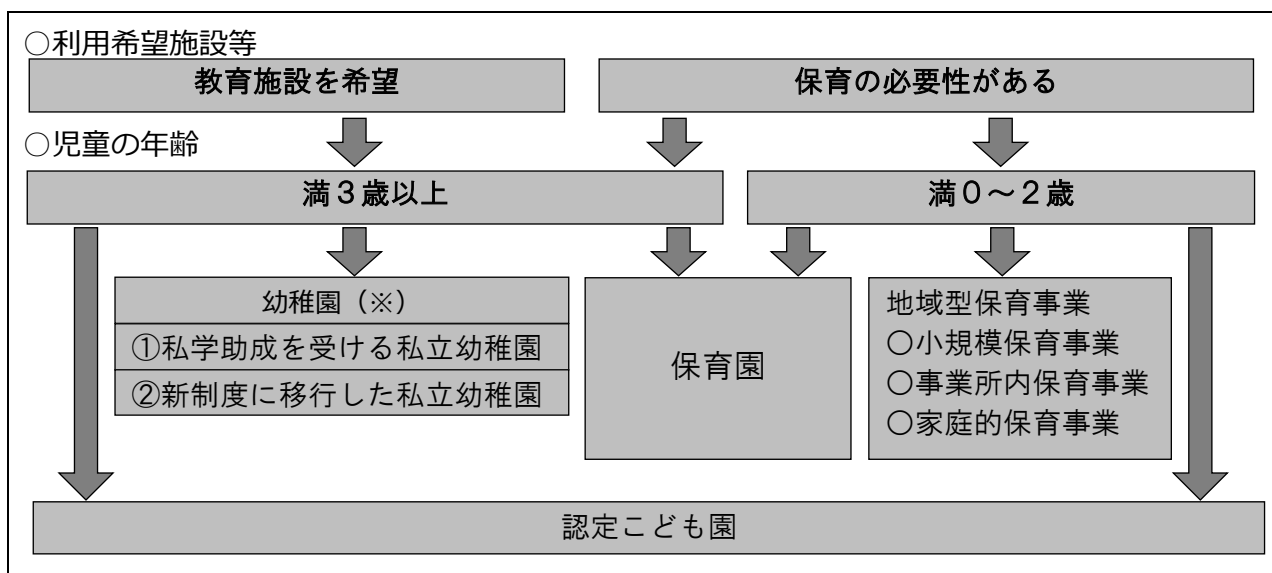 ○利用希望施設等
教育施設を希望
保育の必要性がある
○児童の年齢
満３歳以上
満０～２歳
幼稚園（※）
①私学助成を受ける私立幼稚園
②新制度に移行した私立幼稚園
保育園
地域型保育事業
○小規模保育事業
○事業所内保育事業
○家庭的保育事業
認定こども園